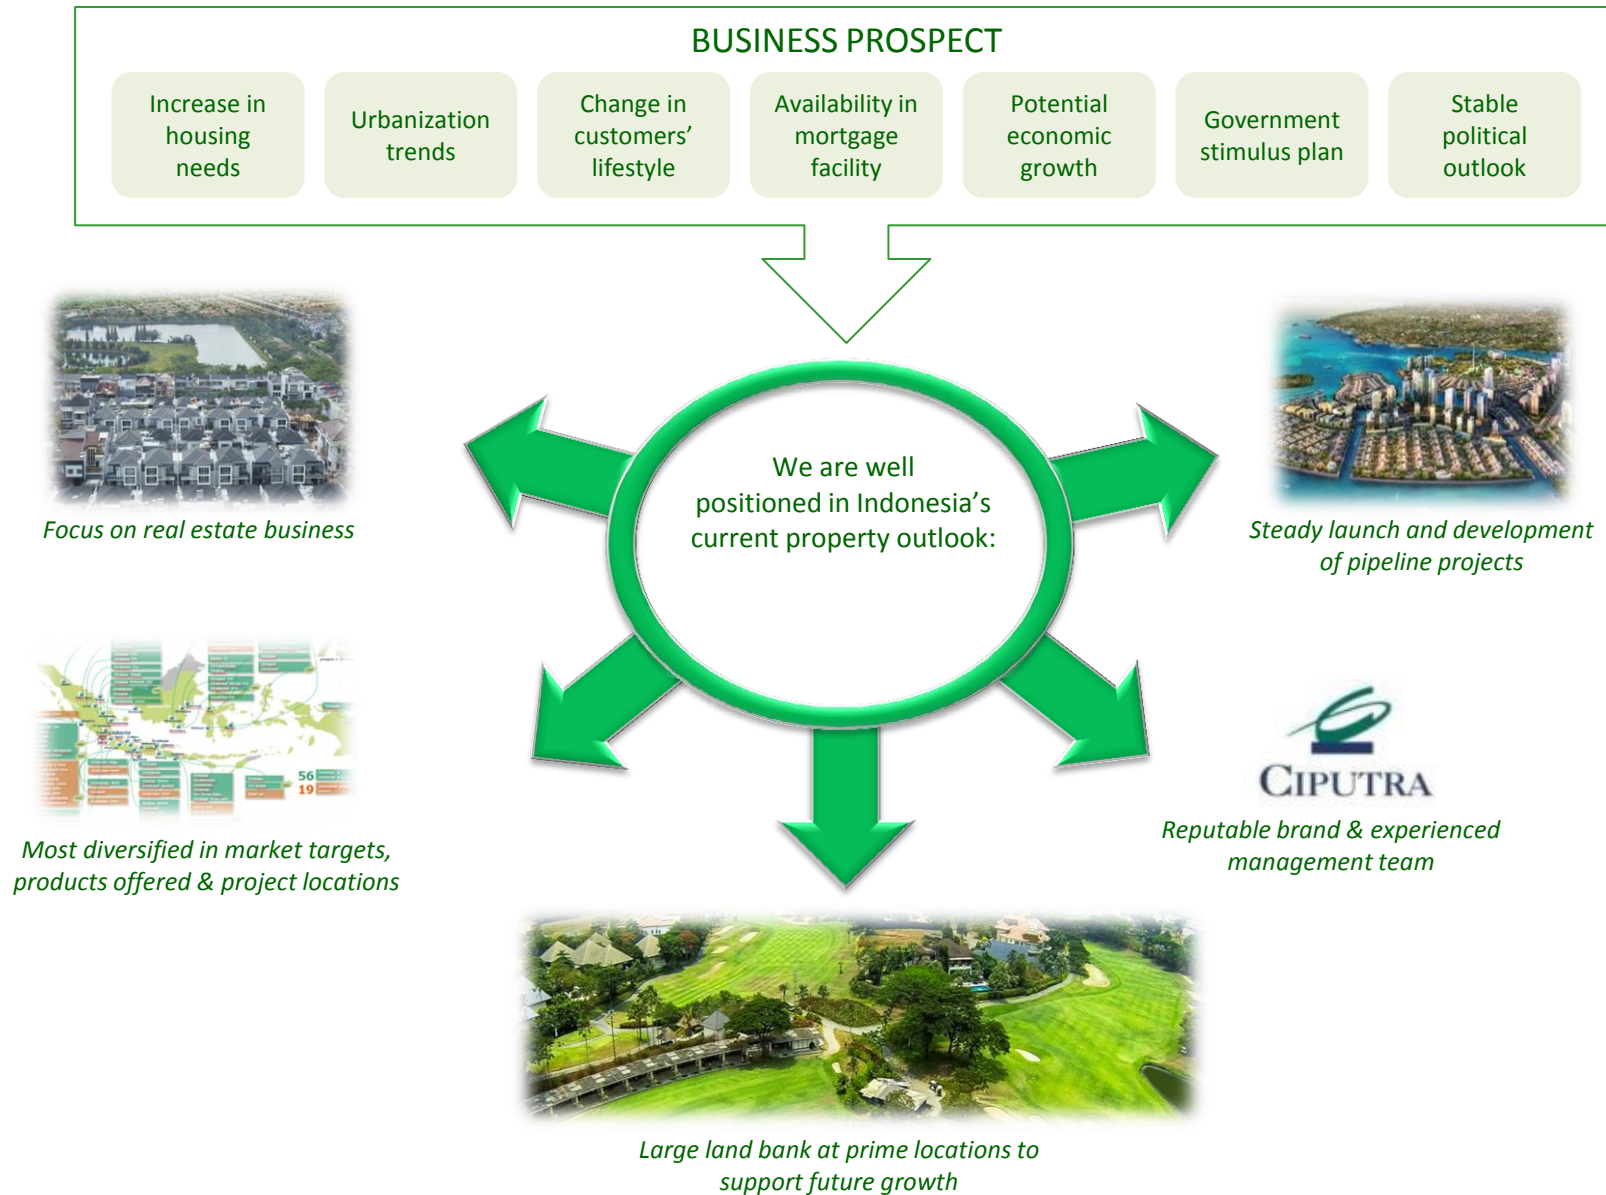 BUSINESS PROSPECT
Increase in
housing
needs
Urbanization
trends
Change in
customers’
lifestyle
Availability in
mortgage
facility
Potential
economic
growth
Government
stimulus plan
Stable
political
outlook
We are well
positioned in Indonesia’s
current property outlook:
Focus on real estate business
Steady launch and development
of pipeline projects
56
19
Most diversified in market targets,
products offered & project locations
CIPUTRA
Reputable brand & experienced
management team
Large land bank at prime locations to
support future growth